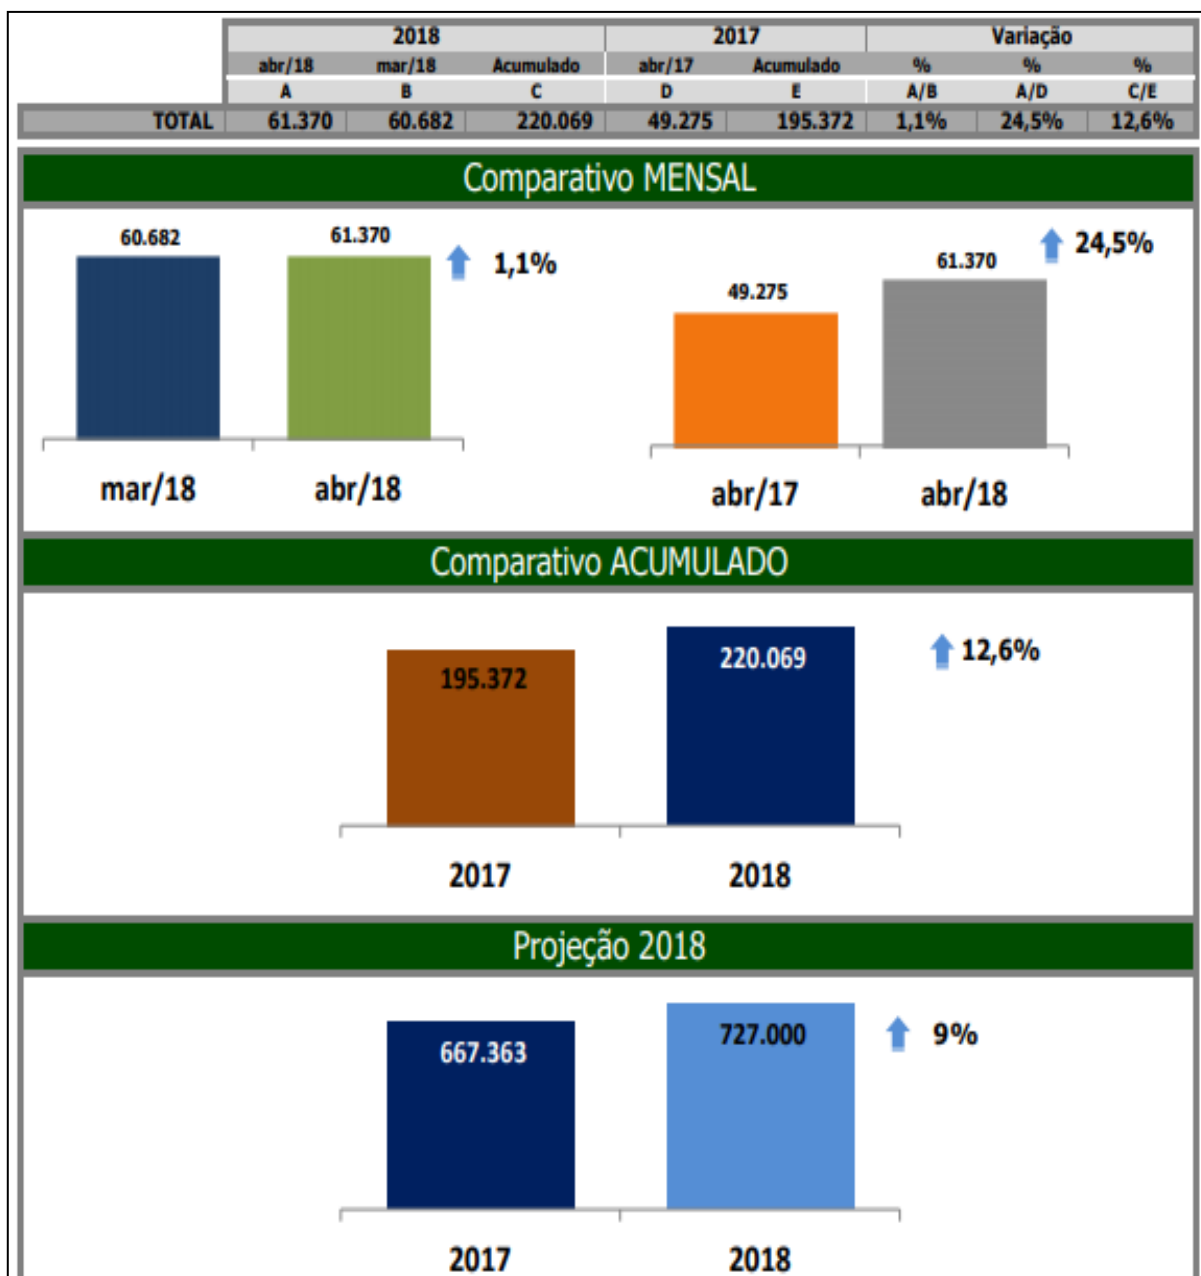 2018 2017 Variação
abr/18 mar/18 Acumulado abr/17 Acumulado % % %
A B C D E A/B A/D C/E
TOTAL 61.370 60.682 220.069 49.275 195.372 1,1% 24,5% 12,6%
Comparativo MENSAL
60.682 61.370 1,1%
mar/18 abr/18
49.275 61.370 24,5%
abr/17 abr/18
Comparativo ACUMULADO
195.372 220.069 12,6%
2017 2018
Projeção 2018
667.363 727.000 9%
2017 2018